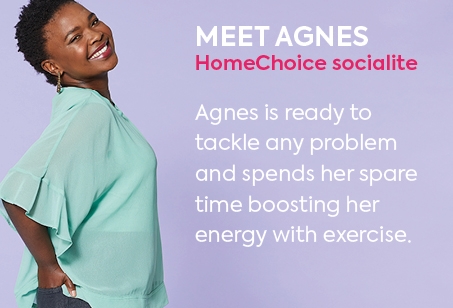 MEET AGNES
HomeChoice socialite
Agnes is ready to
tackle any problem
and spends her spare
time boosting her
energy with exercise.